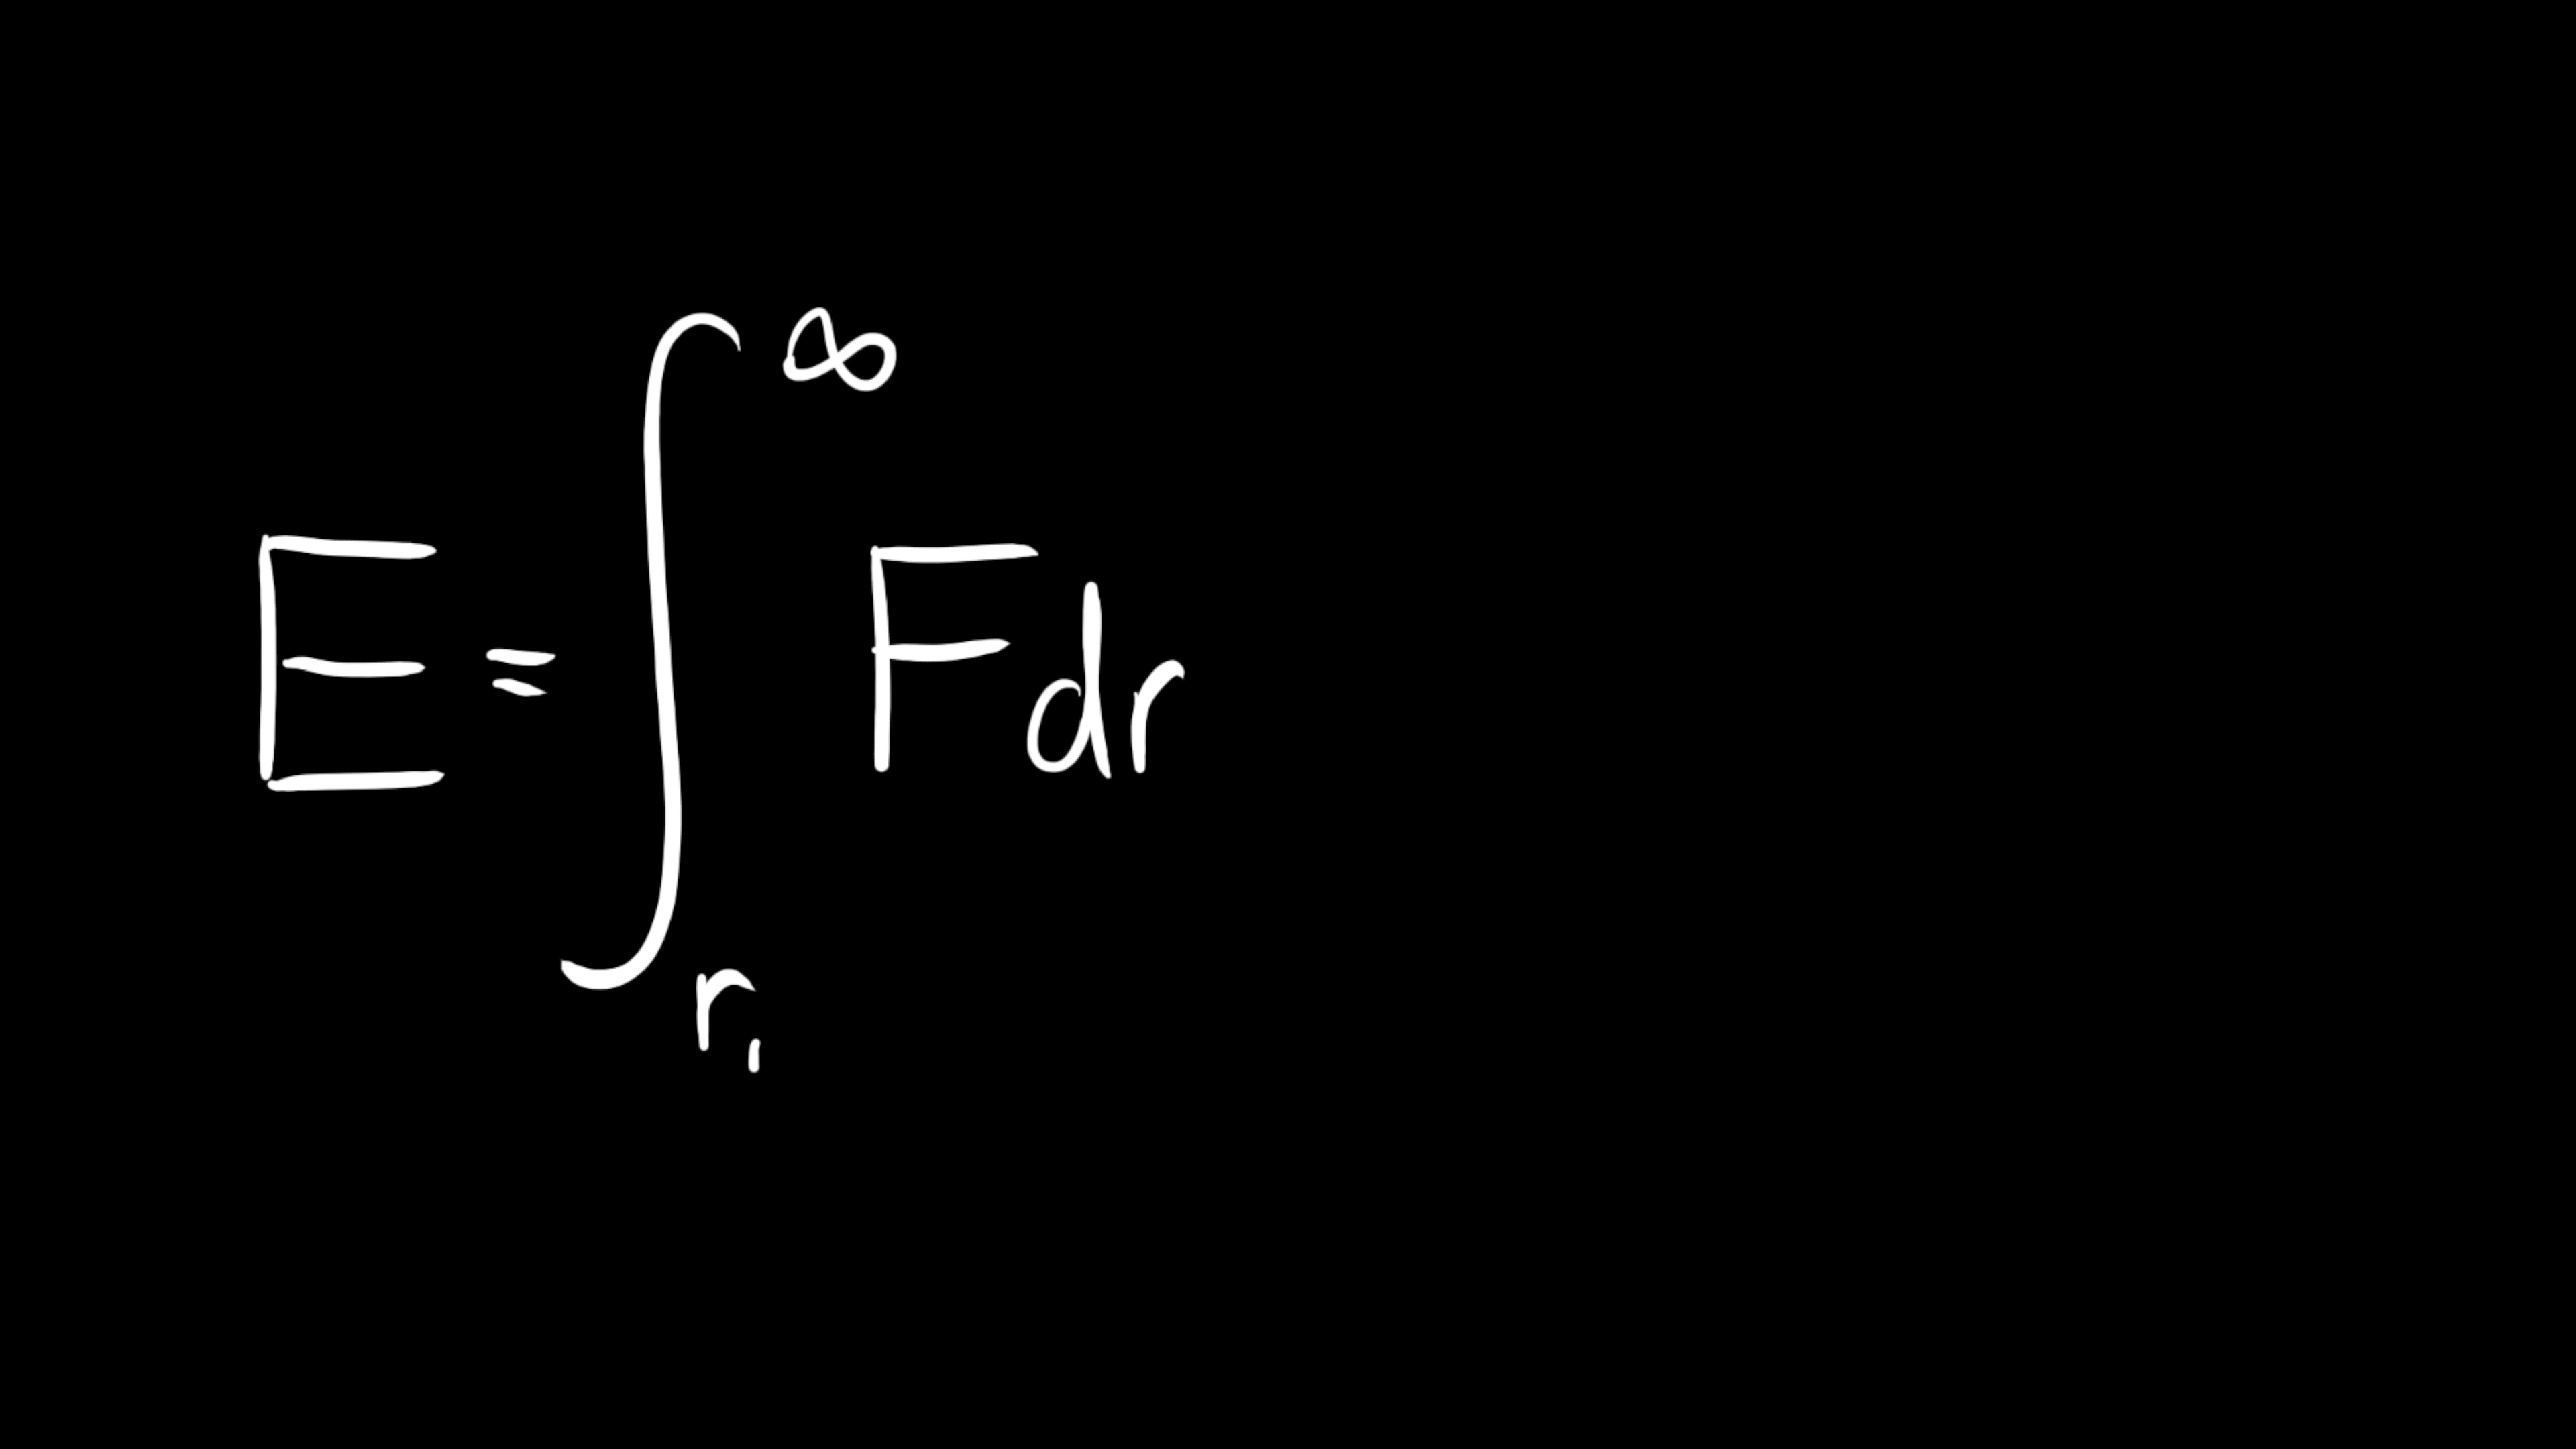 E = ∫_{r₁}^{∞} F dr